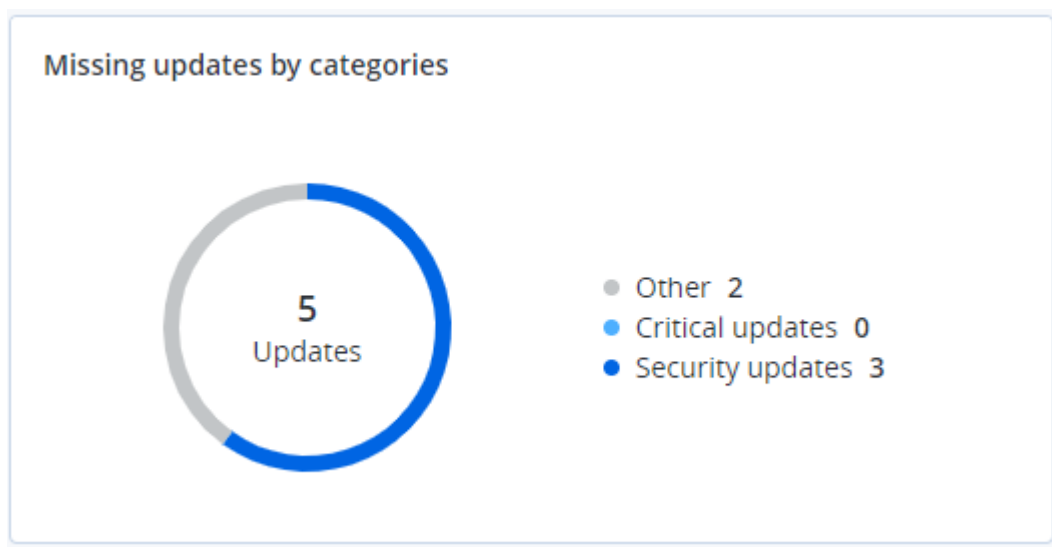 Missing updates by categories
5
Updates
Other 2
Critical updates 0
Security updates 3